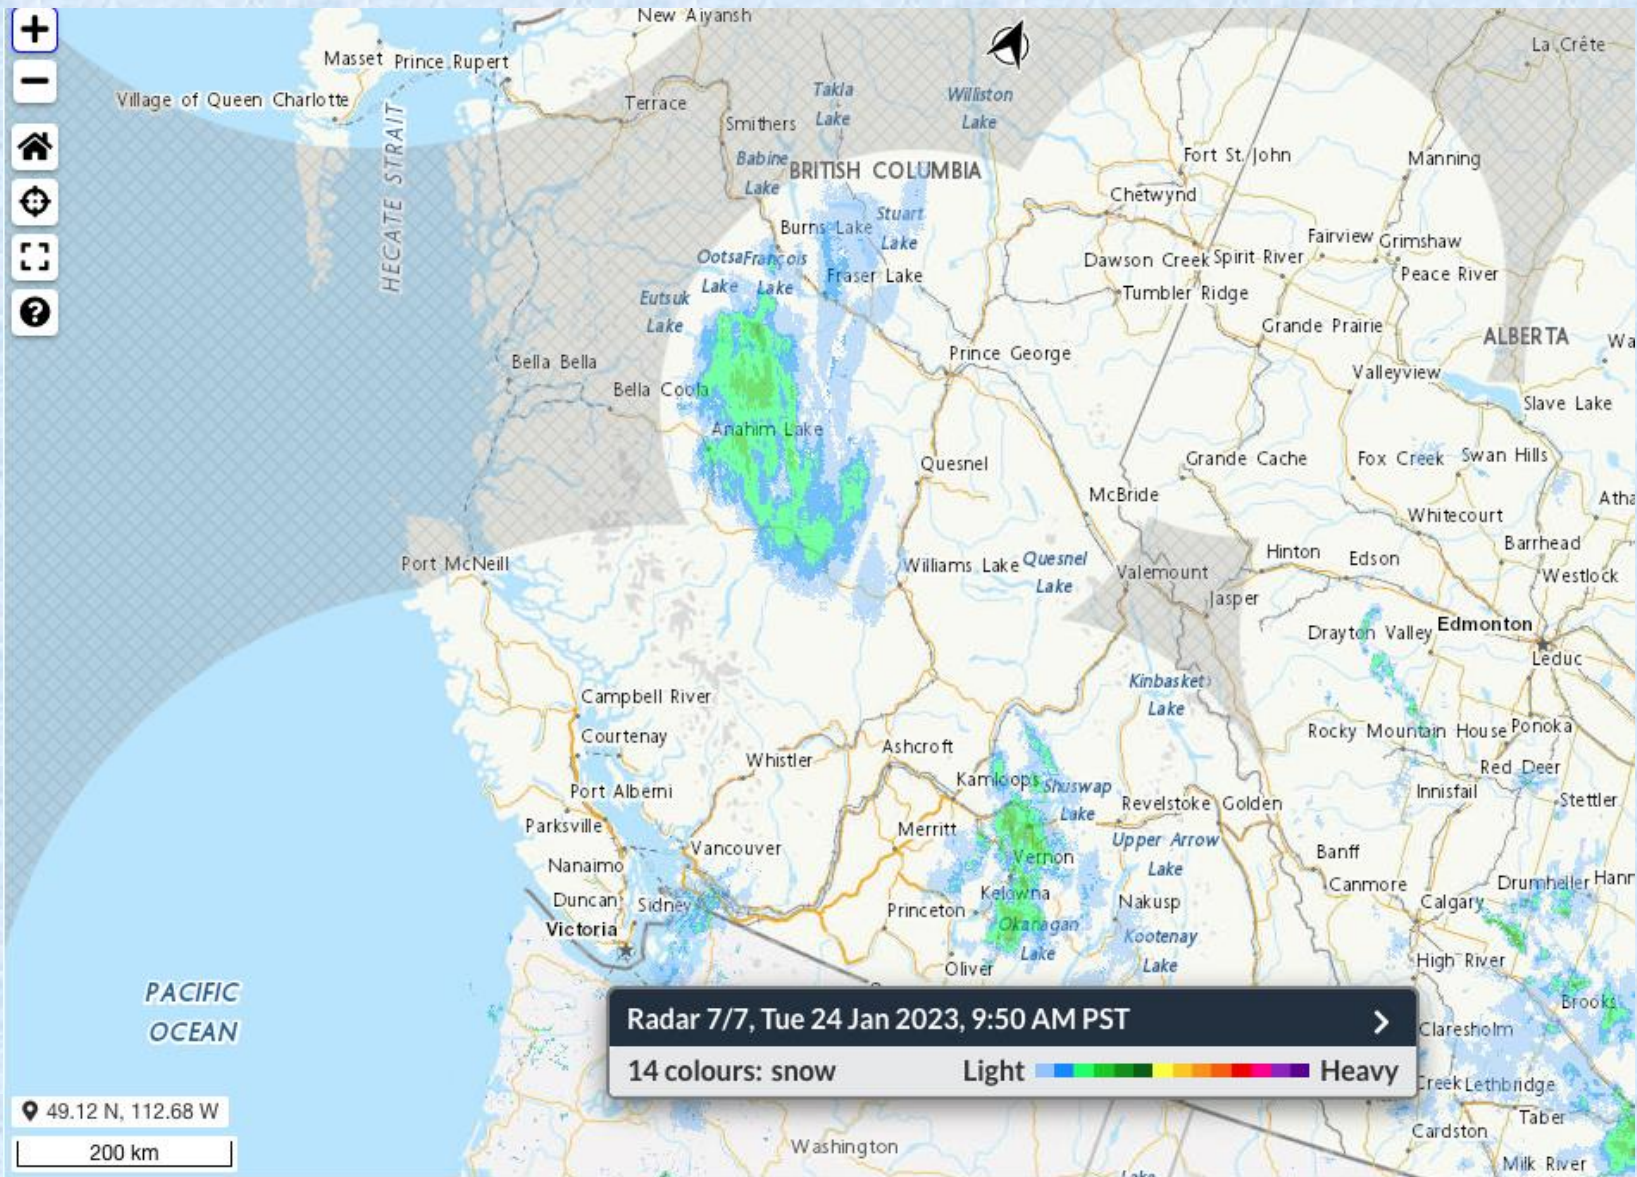 New Aiyansh
La Crête
Masset
Prince Rupert
Village of Queen Charlotte
Terrace
Takla
Lake
Williston
Lake
Smithers
HECATE STRAIT
Babine
Lake
BRITISH COLUMBIA
Fort St. John
Manning
Chetwynd
Burns Lake
Stuart
Lake
Fairview
Grimshaw
Ootsa
Lake
François
Lake
Fraser Lake
Dawson Creek
Spirit River
Peace River
Eutsuk
Lake
Tumbler Ridge
Grande Prairie
ALBERTA
Wa
Bella Bella
Prince George
Valleyview
Bella Coola
Slave Lake
Anahim Lake
Quesnel
Grande Cache
Fox Creek
Swan Hills
McBride
Atha
Whitecourt
Port McNeill
Williams Lake
Quesnel
Lake
Valemount
Hinton
Edson
Barrhead
Westlock
Jasper
Drayton Valley
Edmonton
Leduc
Campbell River
Kinbasket
Lake
Courtenay
Whistler
Ashcroft
Rocky Mountain House
Ponoka
Port Alberni
Kamloops
Shuswap
Lake
Red Deer
Revelstoke
Golden
Innisfail
Stettler
Parksville
Merritt
Vancouver
Upper Arrow
Lake
Nanaimo
Vernon
Banff
Canmore
Drumheller
Hann
Duncan
Sidney
Kelowna
Princeton
Nakusp
Calgary
Victoria
Okanagan
Lake
Kootenay
Lake
Oliver
High River
PACIFIC
OCEAN
Brooks
Radar 7/7, Tue 24 Jan 2023, 9:50 AM PST
Claresholm
14 colours: snow
Light
Heavy
Creek
Lethbridge
49.12 N, 112.68 W
Taber
200 km
Washington
Cardston
Milk River
Lake